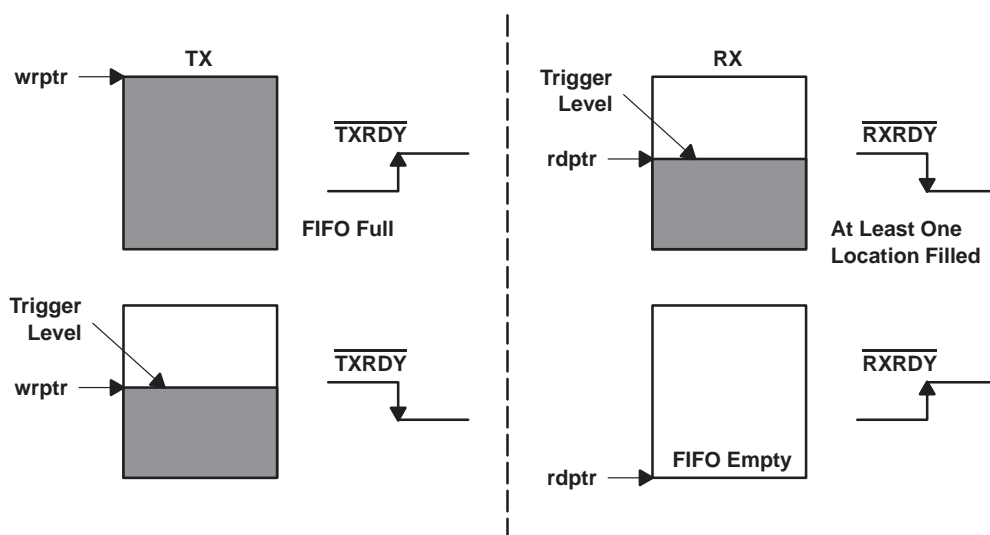 TX
wrptr
TXRDY
FIFO Full
Trigger
Level
wrptr
TXRDY
RX
Trigger
Level
RXRDY
rdptr
At Least One
Location Filled
RXRDY
FIFO Empty
rdptr